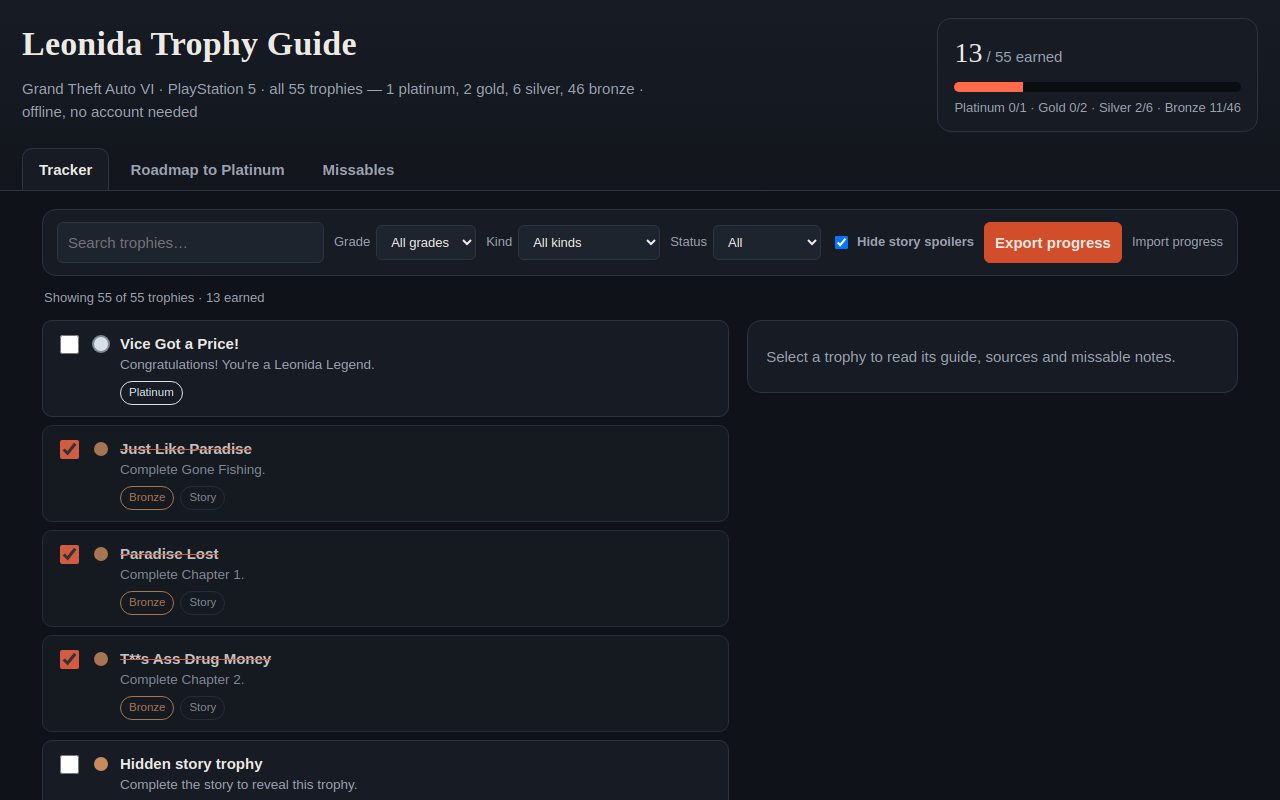 Leonida Trophy Guide
Grand Theft Auto VI · PlayStation 5 · all 55 trophies — 1 platinum, 2 gold, 6 silver, 46 bronze ·
offline, no account needed
13 / 55 earned
Platinum 0/1 · Gold 0/2 · Silver 2/6 · Bronze 11/46
Tracker
Roadmap to Platinum
Missables
Search trophies…
Grade
All grades
Kind
All kinds
Status
All
Hide story spoilers
Export progress
Import progress
Showing 55 of 55 trophies · 13 earned
Vice Got a Price!
Congratulations! You're a Leonida Legend.
Platinum
Select a trophy to read its guide, sources and missable notes.
Just Like Paradise
Complete Gone Fishing.
Bronze
Story
Paradise Lost
Complete Chapter 1.
Bronze
Story
T**s Ass Drug Money
Complete Chapter 2.
Bronze
Story
Hidden story trophy
Complete the story to reveal this trophy.